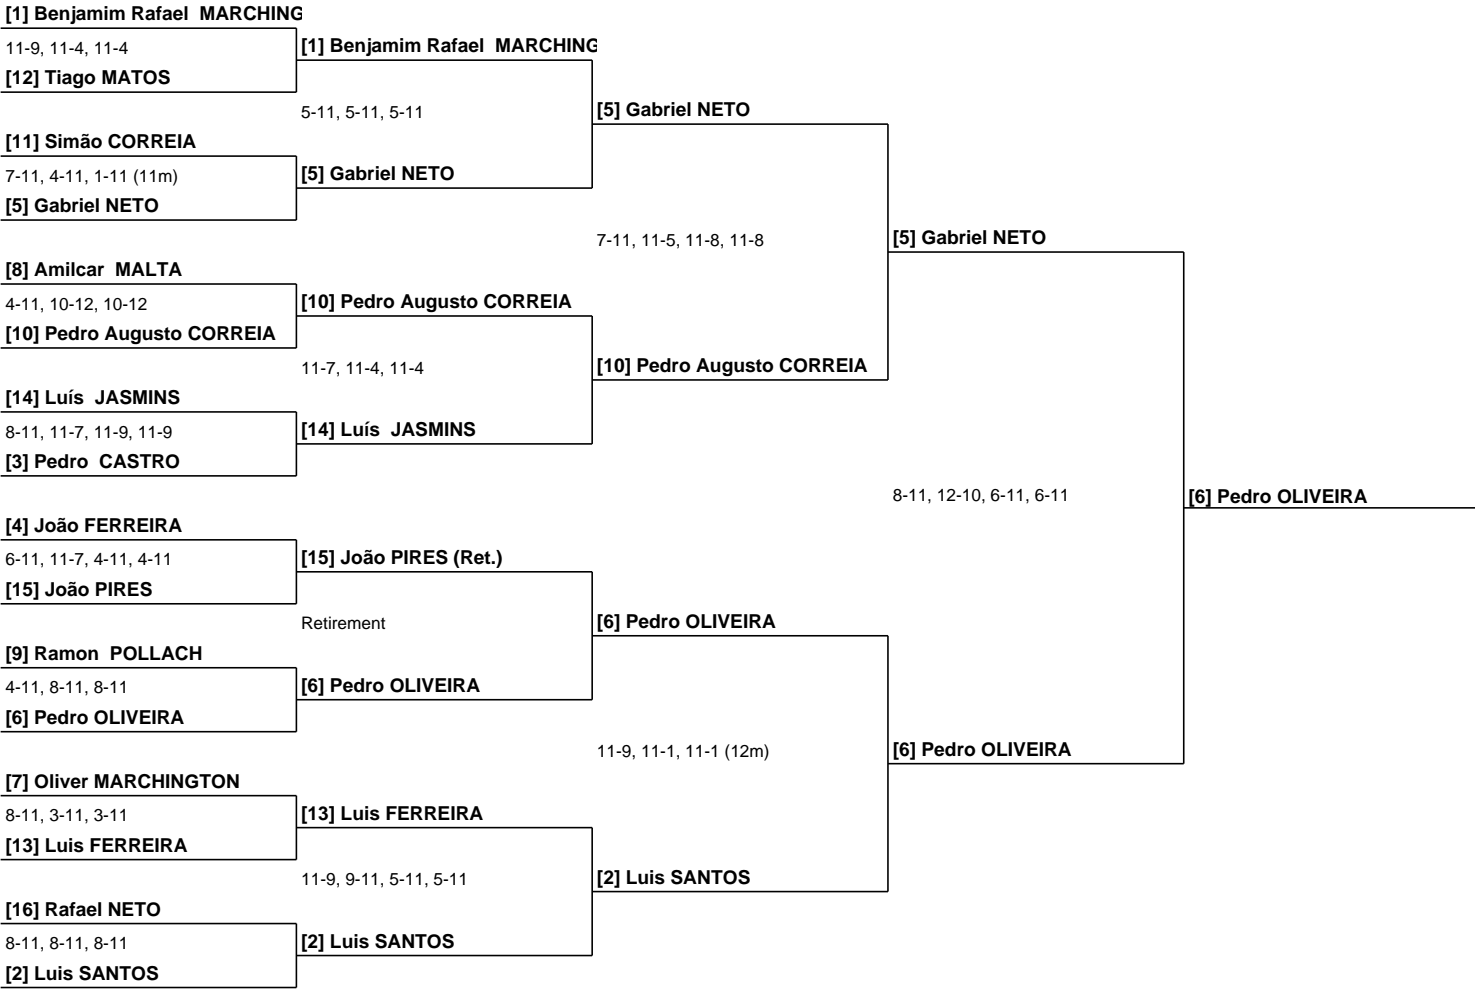 [1] Benjamim Rafael MARCHING
11-9, 11-4, 11-4
[12] Tiago MATOS
[11] Simão CORREIA
7-11, 4-11, 1-11 (11m)
[5] Gabriel NETO
[8] Amilcar MALTA
4-11, 10-12, 10-12
[10] Pedro Augusto CORREIA
[14] Luís JASMINS
8-11, 11-7, 11-9, 11-9
[3] Pedro CASTRO
[4] João FERREIRA
6-11, 11-7, 4-11, 4-11
[15] João PIRES
[9] Ramon POLLACH
4-11, 8-11, 8-11
[6] Pedro OLIVEIRA
[7] Oliver MARCHINGTON
8-11, 3-11, 3-11
[13] Luis FERREIRA
[16] Rafael NETO
8-11, 8-11, 8-11
[2] Luis SANTOS
[1] Benjamim Rafael MARCHING
5-11, 5-11, 5-11
[5] Gabriel NETO
[10] Pedro Augusto CORREIA
11-7, 11-4, 11-4
[14] Luís JASMINS
[15] João PIRES (Ret.)
Retirement
[6] Pedro OLIVEIRA
[13] Luis FERREIRA
11-9, 9-11, 5-11, 5-11
[2] Luis SANTOS
[5] Gabriel NETO
7-11, 11-5, 11-8, 11-8
[10] Pedro Augusto CORREIA
[6] Pedro OLIVEIRA
11-9, 11-1, 11-1 (12m)
[2] Luis SANTOS
[5] Gabriel NETO
8-11, 12-10, 6-11, 6-11
[6] Pedro OLIVEIRA
[6] Pedro OLIVEIRA